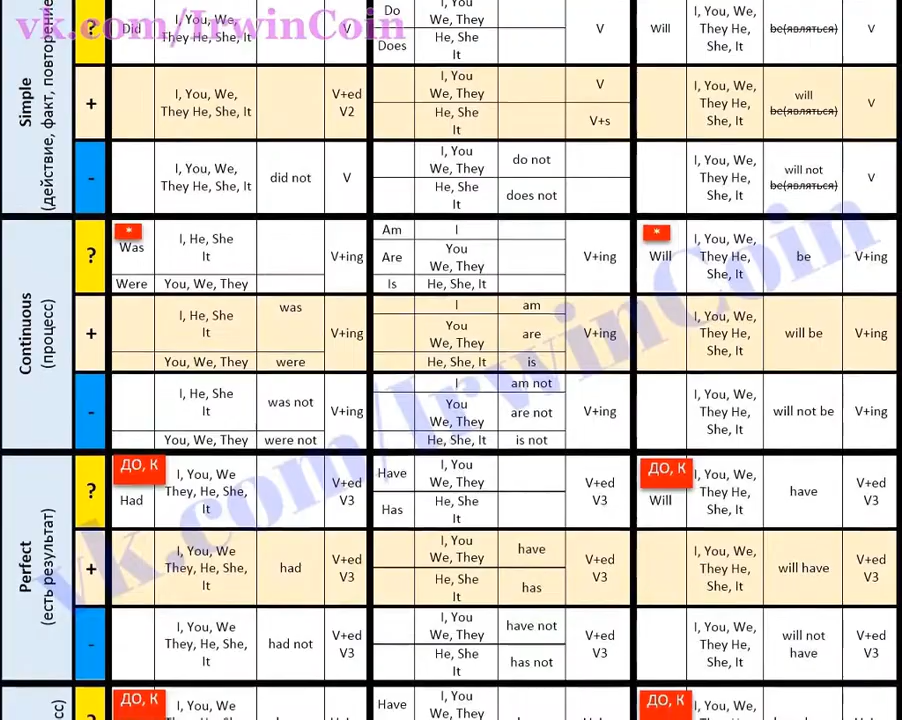 vk.com/IrwinCoin
Simple
(действие, факт, повторение
? Did I, You, We, They He, She, It V
Do I, You We, They V
Does He, She It
Will I, You, We, They He, She, It be(являться) V
+ I, You, We, They He, She, It V+ed V2
I, You We, They V
He, She It V+s
I, You, We, They He, She, It will be(являться) V
- I, You, We, They He, She, It did not V
I, You We, They do not
He, She It does not
I, You, We, They He, She, It will not be(являться) V
Continuous
(процесс)
? * Was I, He, She It V+ing
Were You, We, They
Am I
Are You We, They V+ing
Is He, She, It
* Will I, You, We, They He, She, It be V+ing
+ I, He, She It was V+ing
You, We, They were
I am
You We, They are V+ing
He, She, It is
I, You, We, They He, She, It will be V+ing
- I, He, She It was not V+ing
You, We, They were not
I am not
You We, They are not V+ing
He, She, It is not
I, You, We, They He, She, It will not be V+ing
Perfect
(есть результат)
? ДО, К Had I, You, We They, He, She, It V+ed V3
Have I, You We, They V+ed V3
Has He, She It
ДО, К Will I, You, We, They He, She, It have V+ed V3
+ I, You, We They, He, She, It had V+ed V3
I, You We, They have V+ed V3
He, She It has
I, You, We, They He, She, It will have V+ed V3
- I, You, We They, He, She, It had not V+ed V3
I, You We, They have not V+ed V3
He, She It has not
I, You, We, They He, She, It will not have V+ed V3
? ДО, К I, You, We
Have I, You We, They
ДО, К I, You, We,
vk.com/IrwinCoin